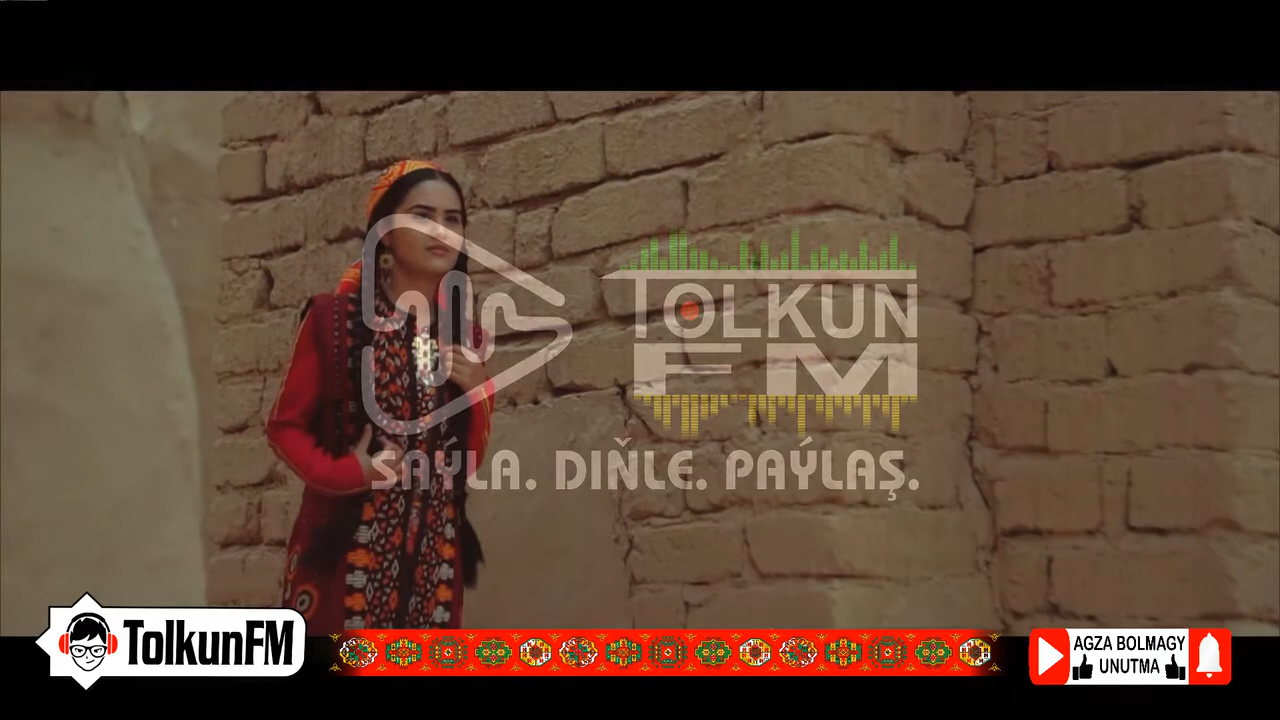 TOLKUN
FM
SAÝLA. DIŇLE. PAÝLAŞ.
TolkunFM
AGZA BOLMAGY
UNUTMA